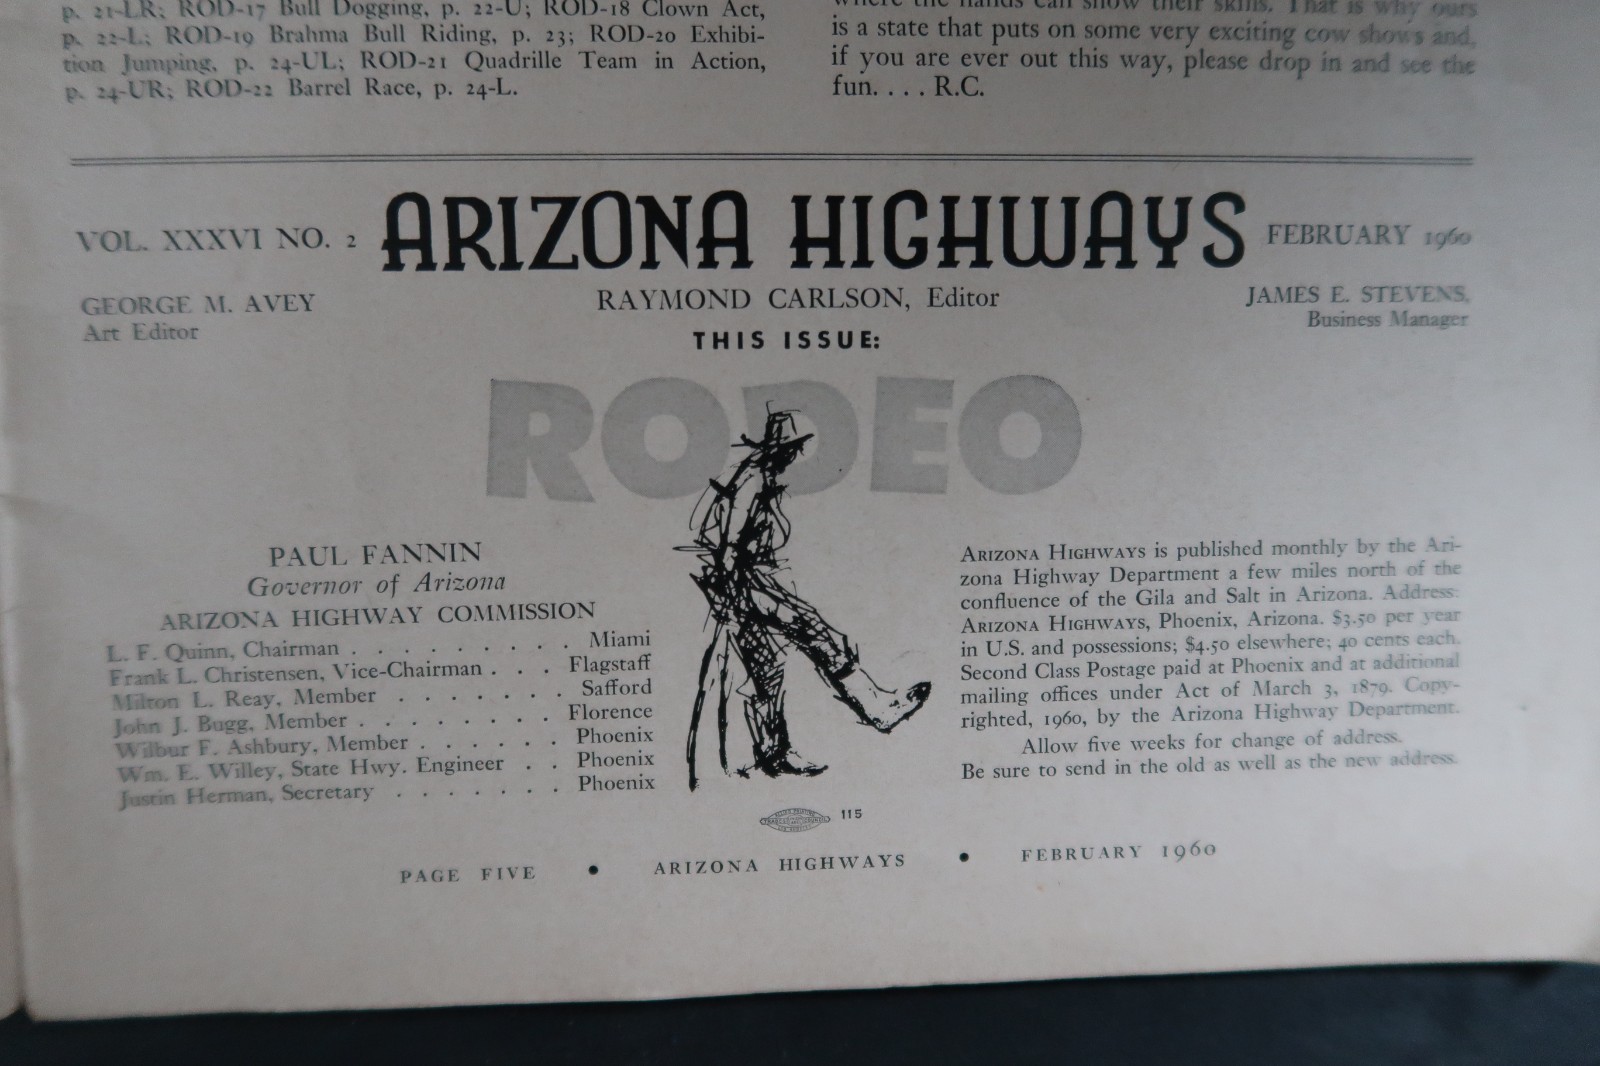 p. 21-LR; ROD-17 Bull Dogging, p. 22-U; ROD-18 Clown Act,
p. 22-L; ROD-19 Brahma Bull Riding, p. 23; ROD-20 Exhibi-
tion Jumping, p. 24-UL; ROD-21 Quadrille Team in Action,
p. 24-UR; ROD-22 Barrel Race, p. 24-L.
where the hands can show their skills. That is why ours
is a state that puts on some very exciting cow shows and,
if you are ever out this way, please drop in and see the
fun. . . . R.C.
VOL. XXXVI NO. 2 ARIZONA HIGHWAYS FEBRUARY 1960
GEORGE M. AVEY
Art Editor
RAYMOND CARLSON, Editor
JAMES E. STEVENS,
Business Manager
THIS ISSUE:
RODEO
PAUL FANNIN
Governor of Arizona
ARIZONA HIGHWAY COMMISSION
L. F. Quinn, Chairman . . . . . . . . . . Miami
Frank L. Christensen, Vice-Chairman . . . Flagstaff
Milton L. Reay, Member . . . . . . . Safford
John J. Bugg, Member . . . . . . . . Florence
Wilbur F. Ashbury, Member . . . . . . Phoenix
Wm. E. Willey, State Hwy. Engineer . . Phoenix
Justin Herman, Secretary . . . . . . . Phoenix
ARIZONA HIGHWAYS is published monthly by the Ari-
zona Highway Department a few miles north of the
confluence of the Gila and Salt in Arizona. Address:
ARIZONA HIGHWAYS, Phoenix, Arizona. $3.50 per year
in U.S. and possessions; $4.50 elsewhere; 40 cents each.
Second Class Postage paid at Phoenix and at additional
mailing offices under Act of March 3, 1879. Copy-
righted, 1960, by the Arizona Highway Department.
Allow five weeks for change of address.
Be sure to send in the old as well as the new address.
115
PAGE FIVE • ARIZONA HIGHWAYS • FEBRUARY 1960